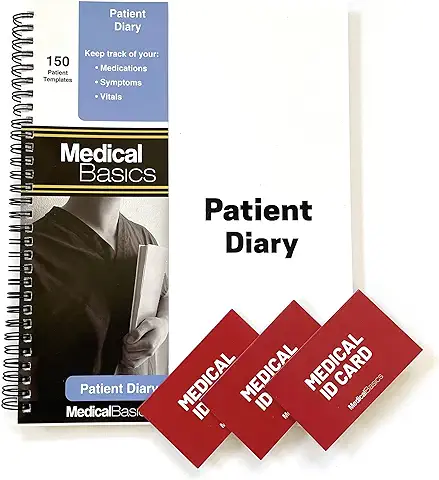 Patient
Diary
Keep track of your:
• Medications
• Symptoms
• Vitals
150
Patient
Templates
Medical
Basics
Patient
Diary
Patient Diary
MedicalBasics
MEDICAL
ID
MEDICAL
ID
MEDICAL
ID CARD
MedicalBasics